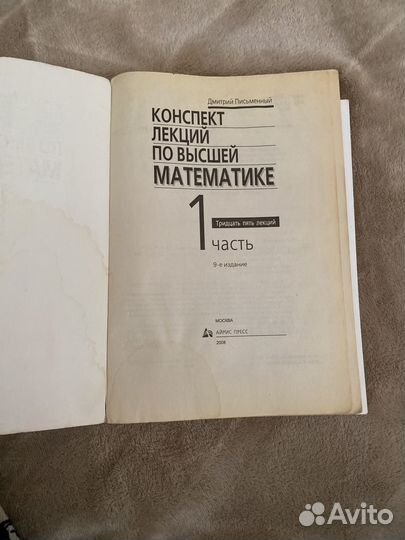 Дмитрий Письменный
КОНСПЕКТ
ЛЕКЦИЙ
ПО ВЫСШЕЙ
МАТЕМАТИКЕ
1
Тридцать пять лекций
часть
9-е издание
МОСКВА
АЙРИС ПРЕСС
2008
Avito